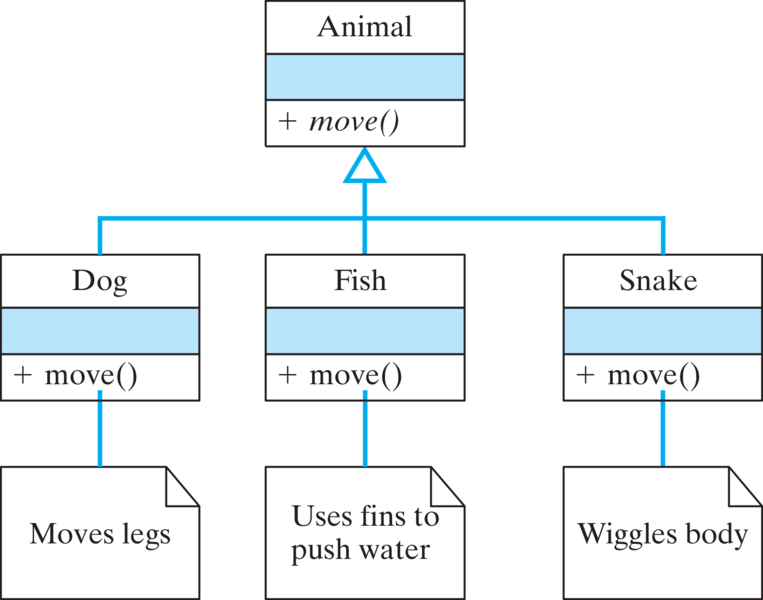 Animal
+ move()
Dog
Fish
Snake
+ move()
+ move()
+ move()
Moves legs
Uses fins to
push water
Wiggles body